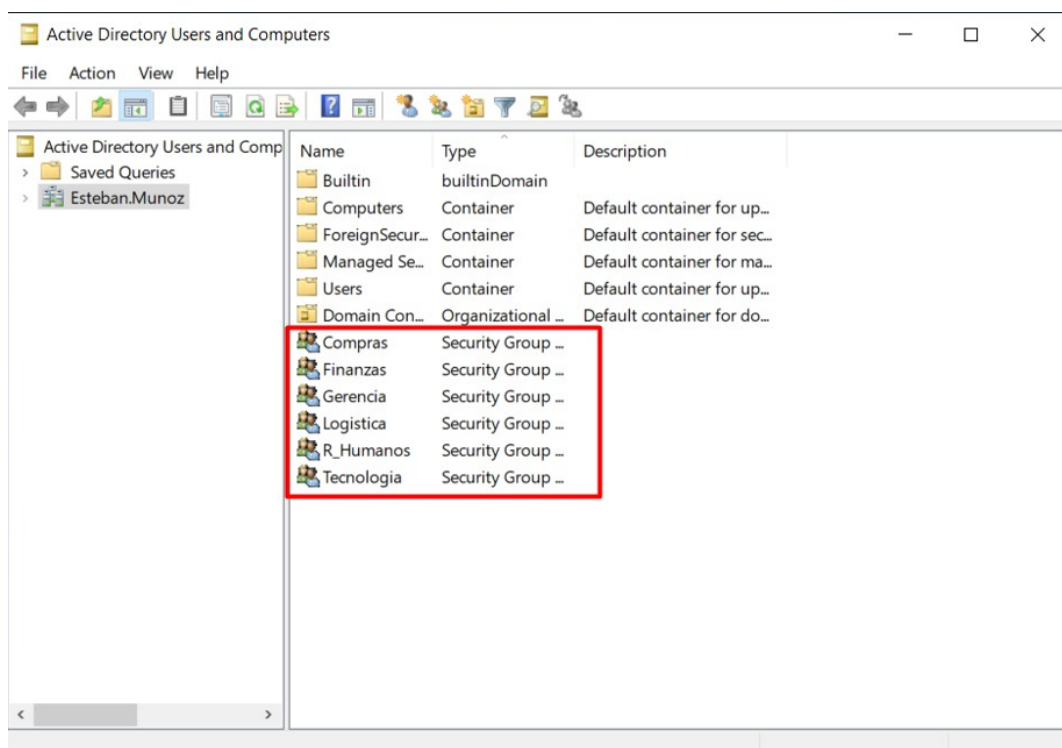 Active Directory Users and Computers
File Action View Help
Active Directory Users and Comp
Saved Queries
Esteban.Munoz
Name Type Description
Builtin builtinDomain
Computers Container Default container for up...
ForeignSecur... Container Default container for sec...
Managed Se... Container Default container for ma...
Users Container Default container for up...
Domain Con... Organizational ... Default container for do...
Compras Security Group ...
Finanzas Security Group ...
Gerencia Security Group ...
Logistica Security Group ...
R_Humanos Security Group ...
Tecnologia Security Group ...